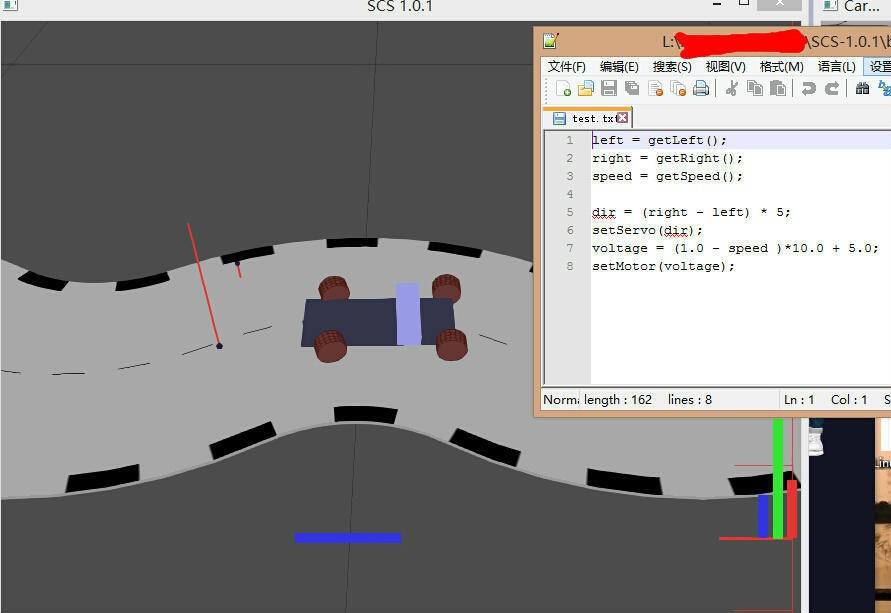 SCS 1.0.1
Car...
L:\
\SCS-1.0.1\b
文件(F) 编辑(E) 搜索(S) 视图(V) 格式(M) 语言(L) 设置
test.txt
1 left = getLeft();
2 right = getRight();
3 speed = getSpeed();
4
5 dir = (right - left) * 5;
6 setServo(dir);
7 voltage = (1.0 - speed )*10.0 + 5.0;
8 setMotor(voltage);
Norma length : 162 lines : 8 Ln : 1 Col : 1 S
Lin